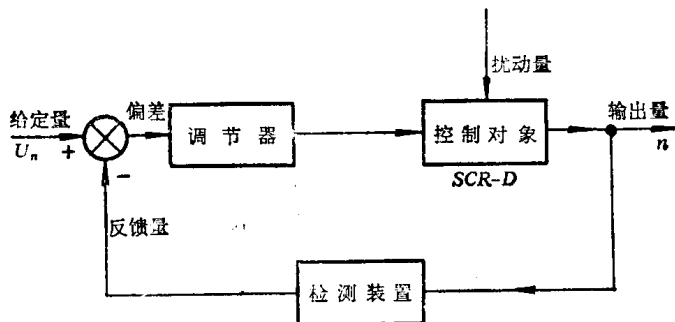 扰动量
给定量
偏差
输出量
调节器
控制对象
Uₙ
+
n
−
SCR-D
反馈量
检测装置